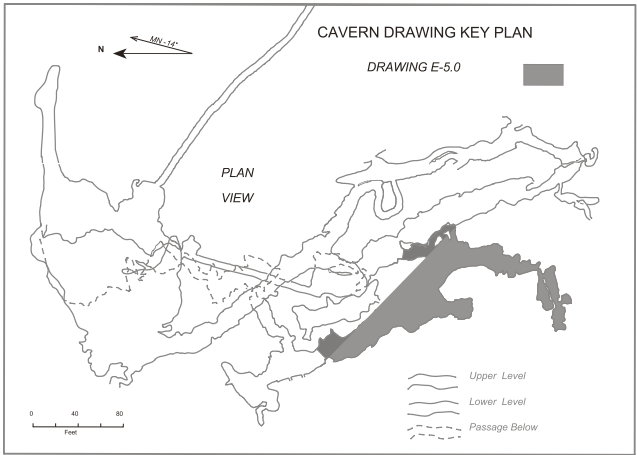 CAVERN DRAWING KEY PLAN
MN -14°
N
DRAWING E-5.0
PLAN
VIEW
Upper Level
Lower Level
Passage Below
0 40 80
Feet